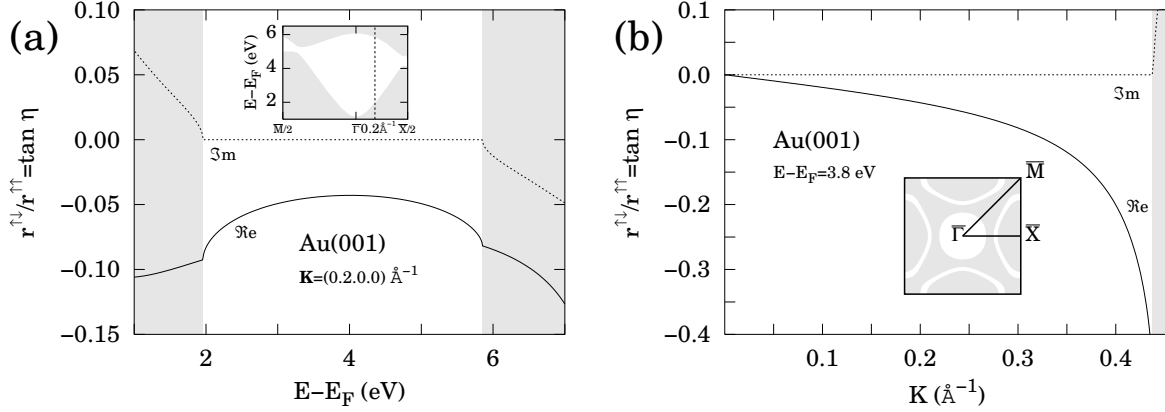 (a)
r↑↓/r↑↑=tan η
0.10
0.05
0.00
−0.05
−0.10
−0.15
2
4
6
E−E_F (eV)
E−E_F (eV)
6
4
2
M̅/2
Γ̅
0.2Å⁻¹
X̅/2
ℑm
ℜe
Au(001)
K=(0.2.0.0) Å⁻¹
(b)
r↑↓/r↑↑=tan η
0.1
0.0
−0.1
−0.2
−0.3
−0.4
0.1
0.2
0.3
0.4
K (Å⁻¹)
ℑm
Au(001)
E−E_F=3.8 eV
M̅
ℜe
Γ̅
X̅